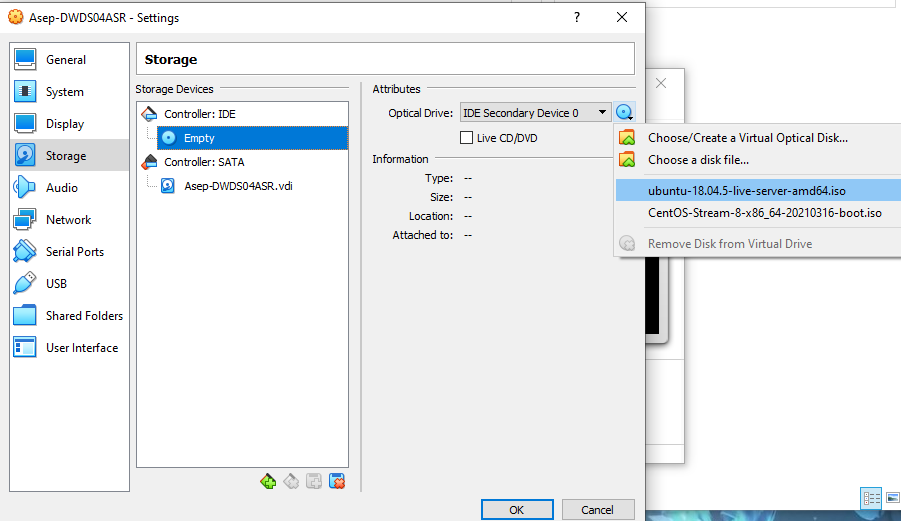 Asep-DWDS04ASR - Settings
?
General
System
Display
Storage
Audio
Network
Serial Ports
USB
Shared Folders
User Interface
Storage
Storage Devices
Controller: IDE
Empty
Controller: SATA
Asep-DWDS04ASR.vdi
Attributes
Optical Drive: IDE Secondary Device 0
Live CD/DVD
Information
Type: --
Size: --
Location: --
Attached to: --
Choose/Create a Virtual Optical Disk...
Choose a disk file...
ubuntu-18.04.5-live-server-amd64.iso
CentOS-Stream-8-x86_64-20210316-boot.iso
Remove Disk from Virtual Drive
OK
Cancel